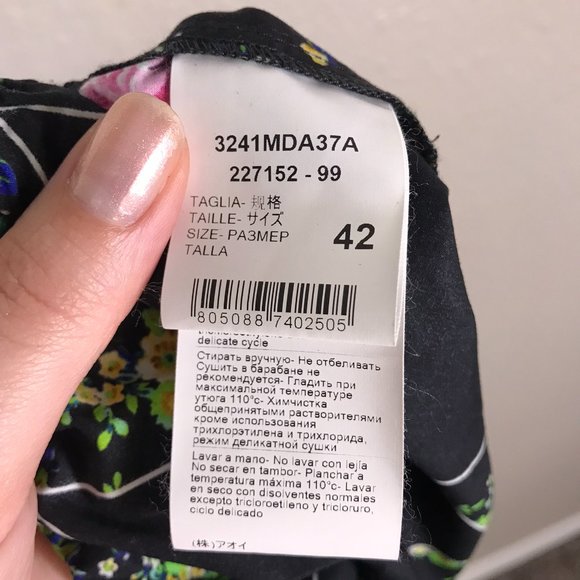 3241MDA37A
227152 - 99
TAGLIA- 规格
TAILLE- サイズ
SIZE- РАЗМЕР
TALLA
42
805088 7402505
delicate cycle
Стирать вручную- Не отбеливать
Сушить в барабане не
рекомендуется- Гладить при
максимальной температуре
утюга 110°c- Химчистка
общепринятыми растворителями
кроме использования
трихлорэтилена и трихлорида,
режим деликатной сушки
Lavar a mano- No lavar con lejía
No secar en tambor- Planchar a
temperatura máxima 110°c- Lavar
en seco con disolventes normales
excepto tricloroetileno y tricloruro,
ciclo delicado
(株)アオイ